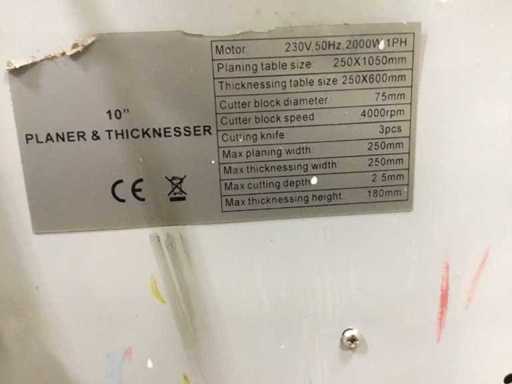 10"
PLANER & THICKNESSER
CE
Motor 230V,50Hz,2000W,1PH
Planing table size 250X1050mm
Thicknessing table size 250X600mm
Cutter block diameter 75mm
Cutter block speed 4000rpm
Cutting knife 3pcs
Max planing width 250mm
Max thicknessing width 250mm
Max cutting depth 2.5mm
Max thicknessing height 180mm